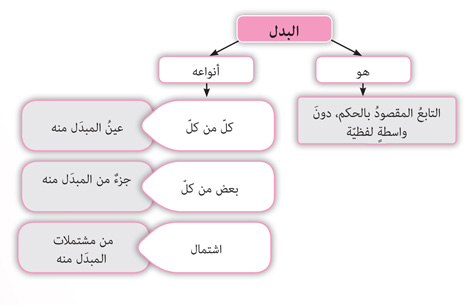 البدل
هو
أنواعه
التابعُ المقصودُ بالحكم، دونَ
واسطةٍ لفظيّة
كلّ من كلّ
عينُ المبدَل منه
بعض من كلّ
جزءٌ من المبدَل منه
اشتمال
من مشتملات
المبدَل منه